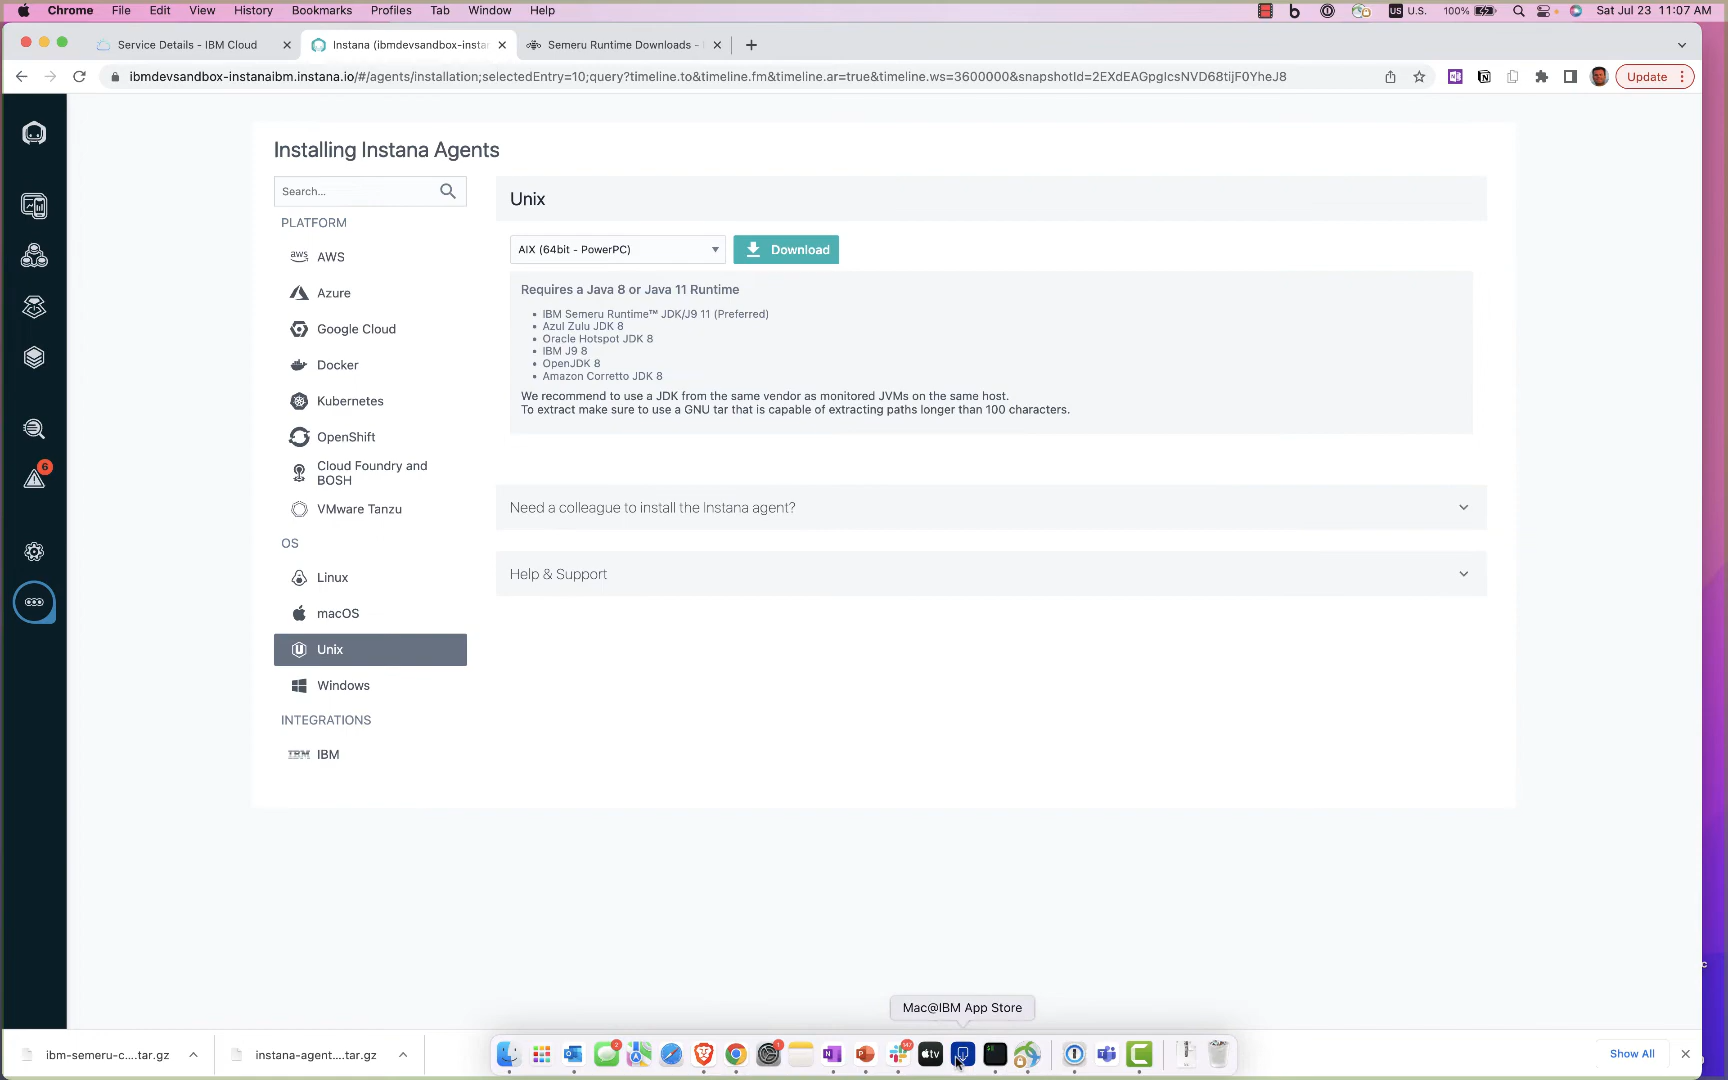 Chrome File Edit View History Bookmarks Profiles Tab Window Help U.S. 100% Sat Jul 23 11:07 AM
Service Details - IBM Cloud Instana (ibmdevsandbox-instan Semeru Runtime Downloads -
ibmdevsandbox-instanaibm.instana.io/#/agents/installation;selectedEntry=10;query?timeline.to&timeline.fm&timeline.ar=true&timeline.ws=3600000&snapshotId=2EXdEAGpgIcsNVD68tijF0YheJ8 Update
Installing Instana Agents
Search...
PLATFORM
aws AWS
Azure
Google Cloud
Docker
Kubernetes
OpenShift
Cloud Foundry and
BOSH
VMware Tanzu
OS
Linux
macOS
Unix
Windows
INTEGRATIONS
IBM IBM
6
Unix
AIX (64bit - PowerPC) Download
Requires a Java 8 or Java 11 Runtime
IBM Semeru Runtime™ JDK/J9 11 (Preferred)
Azul Zulu JDK 8
Oracle Hotspot JDK 8
IBM J9 8
OpenJDK 8
Amazon Corretto JDK 8
We recommend to use a JDK from the same vendor as monitored JVMs on the same host.
To extract make sure to use a GNU tar that is capable of extracting paths longer than 100 characters.
Need a colleague to install the Instana agent?
Help & Support
Mac@IBM App Store
ibm-semeru-c....tar.gz instana-agent....tar.gz Show All